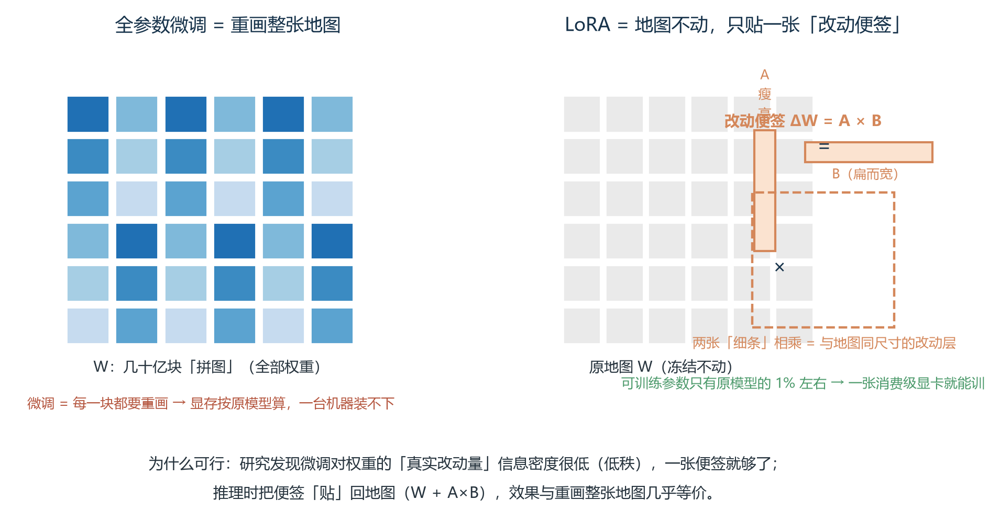 全参数微调 = 重画整张地图
LoRA = 地图不动，只贴一张「改动便签」
A
瘦
高
改动便签 ΔW = A × B
=
B（扁而宽）
×
两张「细条」相乘 = 与地图同尺寸的改动层
W：几十亿块「拼图」（全部权重）
原地图 W（冻结不动）
可训练参数只有原模型的 1% 左右 → 一张消费级显卡就能训
微调 = 每一块都要重画 → 显存按原模型算，一台机器装不下
为什么可行：研究发现微调对权重的「真实改动量」信息密度很低（低秩），一张便签就够了；
推理时把便签「贴」回地图（W + A×B），效果与重画整张地图几乎等价。